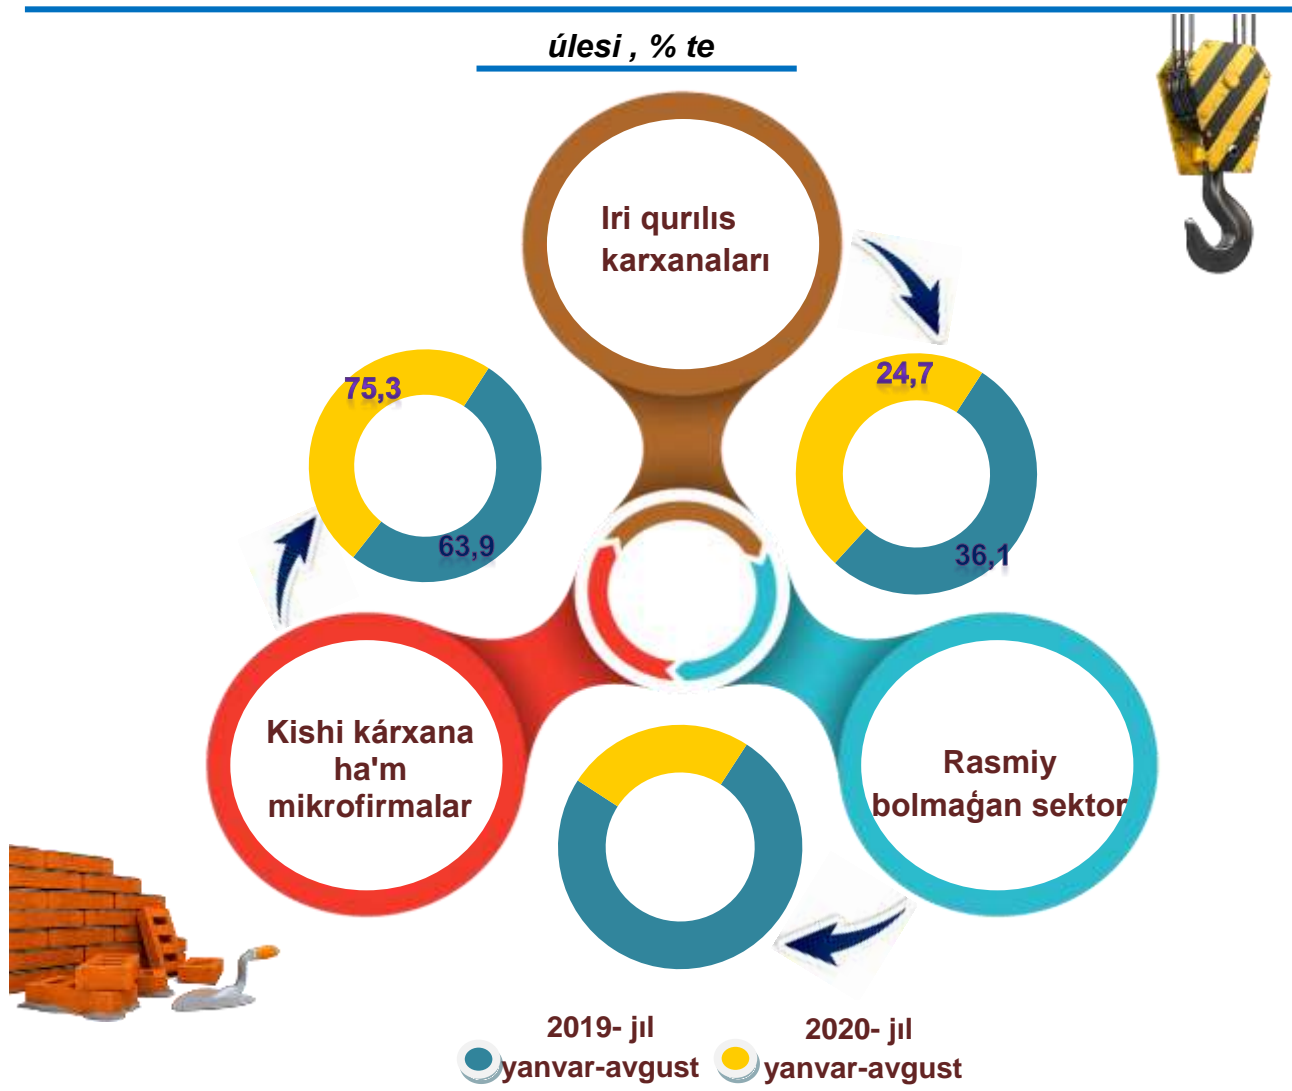 úlesi , % te
Iri qurılıs
karxanaları
75,3
24,7
63,9
36,1
Kishi kárxana
ha'm
mikrofirmalar
Rasmiy
bolmaģan sektor
2019- jıl
yanvar-avgust
2020- jıl
yanvar-avgust